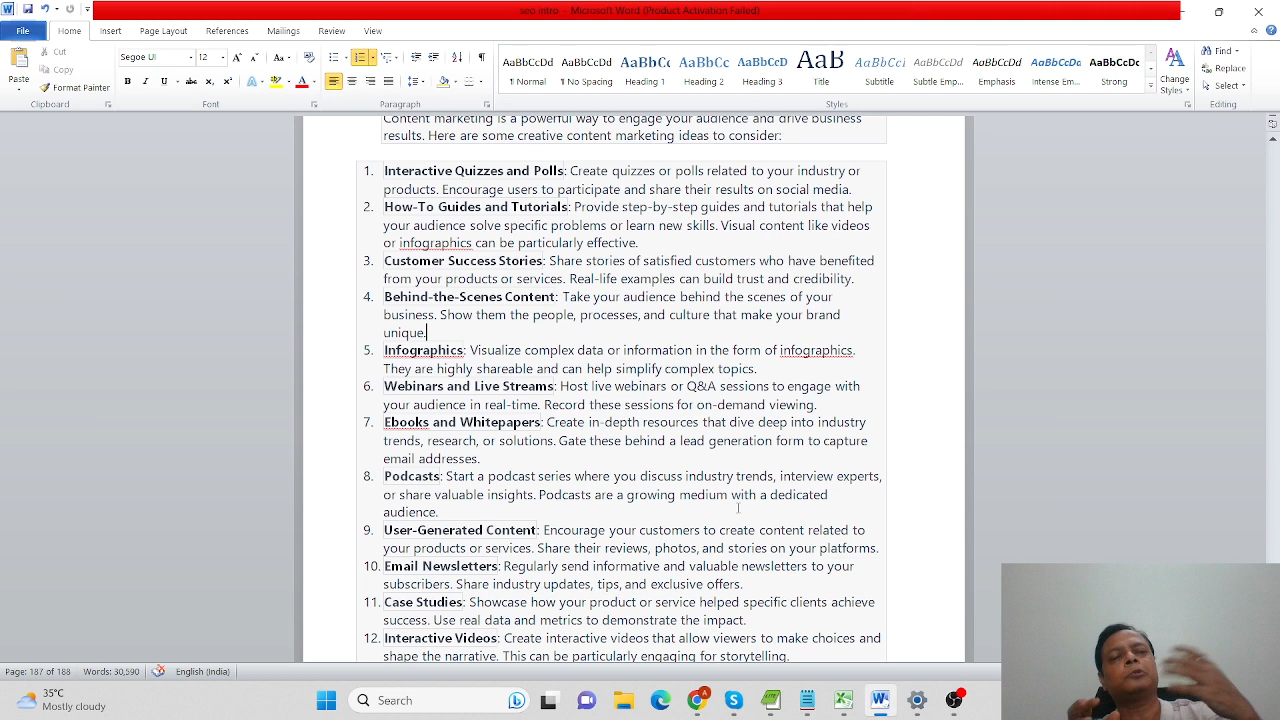 seo intro - Microsoft Word (Product Activation Failed)
File Home Insert Page Layout References Mailings Review View
Paste
Cut
Copy
Format Painter
Clipboard
Segoe UI 12
Font
Paragraph
AaBbCcDd AaBbCcDd AaBbCc AaBbCc AaBbCcD AaB AaBbCcl AaBbCcDd AaBbCcDd AaBbCcDd AaBbCcDc
¶ Normal ¶ No Spacing Heading 1 Heading 2 Heading 3 Title Subtitle Subtle Emp... Emphasis Intense Em... Strong
Styles
Change Styles
Find
Replace
Select
Editing
Content marketing is a powerful way to engage your audience and drive business
results. Here are some creative content marketing ideas to consider:
1. Interactive Quizzes and Polls: Create quizzes or polls related to your industry or
products. Encourage users to participate and share their results on social media.
2. How-To Guides and Tutorials: Provide step-by-step guides and tutorials that help
your audience solve specific problems or learn new skills. Visual content like videos
or infographics can be particularly effective.
3. Customer Success Stories: Share stories of satisfied customers who have benefited
from your products or services. Real-life examples can build trust and credibility.
4. Behind-the-Scenes Content: Take your audience behind the scenes of your
business. Show them the people, processes, and culture that make your brand
unique.
5. Infographics: Visualize complex data or information in the form of infographics.
They are highly shareable and can help simplify complex topics.
6. Webinars and Live Streams: Host live webinars or Q&A sessions to engage with
your audience in real-time. Record these sessions for on-demand viewing.
7. Ebooks and Whitepapers: Create in-depth resources that dive deep into industry
trends, research, or solutions. Gate these behind a lead generation form to capture
email addresses.
8. Podcasts: Start a podcast series where you discuss industry trends, interview experts,
or share valuable insights. Podcasts are a growing medium with a dedicated
audience.
9. User-Generated Content: Encourage your customers to create content related to
your products or services. Share their reviews, photos, and stories on your platforms.
10. Email Newsletters: Regularly send informative and valuable newsletters to your
subscribers. Share industry updates, tips, and exclusive offers.
11. Case Studies: Showcase how your product or service helped specific clients achieve
success. Use real data and metrics to demonstrate the impact.
12. Interactive Videos: Create interactive videos that allow viewers to make choices and
shape the narrative. This can be particularly engaging for storytelling.
Page: 187 of 188 Words: 30,590 English (India)
35°C
Mostly cloudy
Search